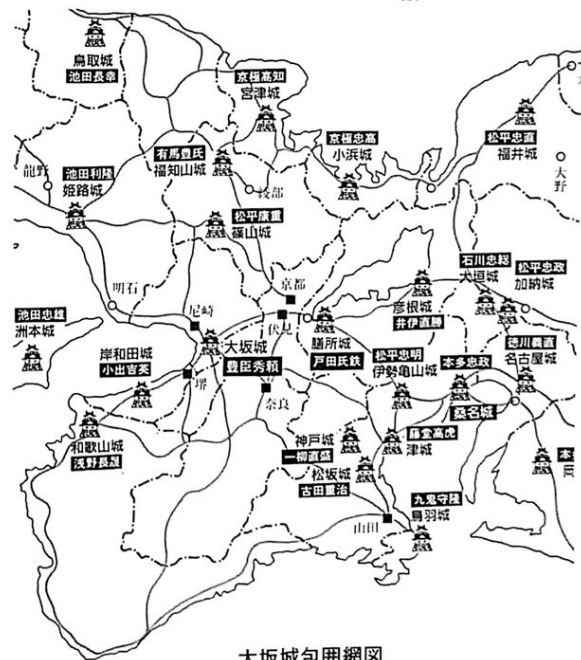 鳥取城
池田長幸
京極高知
宮津城
京極忠高
小浜城
松平忠直
福井城
大野
龍野
池田利隆
姫路城
有馬豊氏
福知山城
綾部
松平康重
篠山城
石川忠総
大垣城
松平忠政
加納城
明石
尼崎
京都
伏見
彦根城
井伊直勝
池田忠雄
洲本城
大坂城
豊臣秀頼
膳所城
戸田氏鉄
松平忠明
伊勢亀山城
本多忠政
桑名城
徳川義直
名古屋城
岸和田城
小出吉英
堺
奈良
和歌山城
浅野長晟
神戸城
一柳直盛
藤堂高虎
津城
松坂城
古田重治
九鬼守隆
鳥羽城
山田
本
岡
大坂城包囲網図